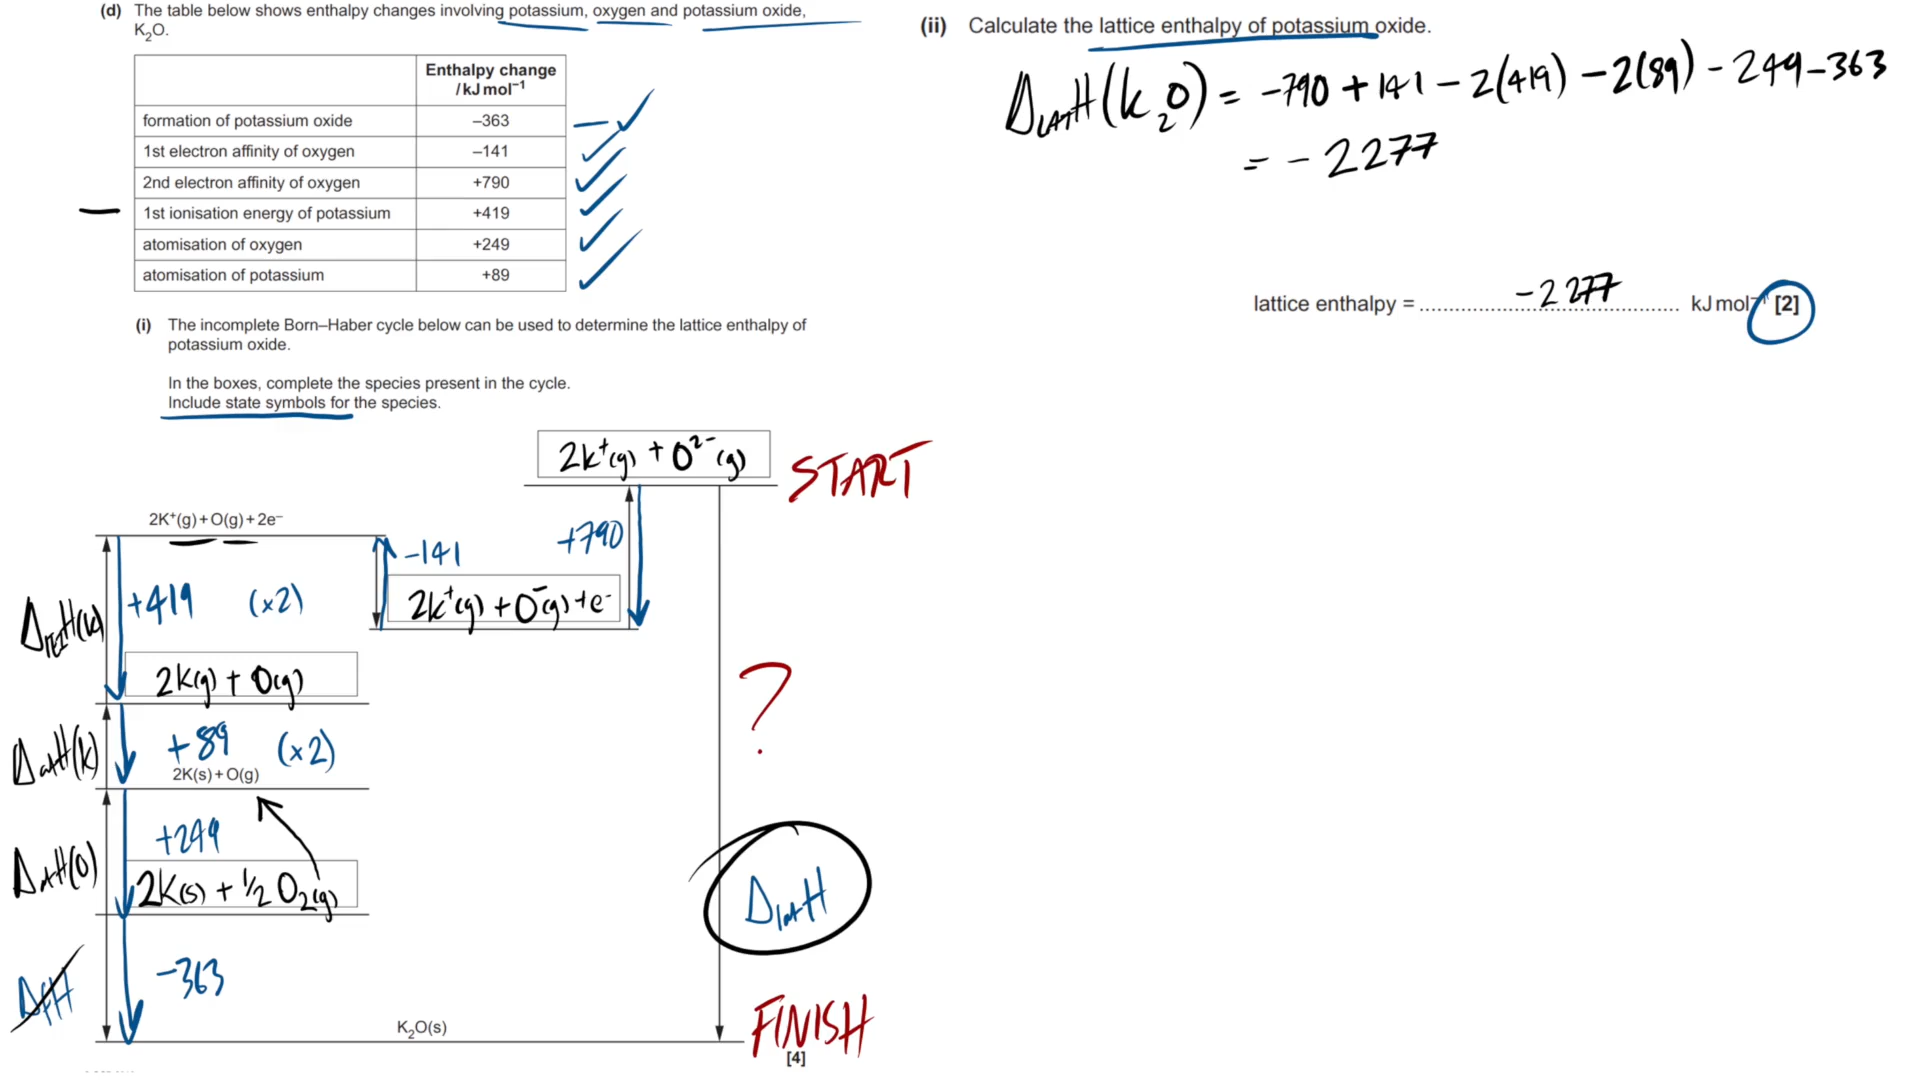 (d) The table below shows enthalpy changes involving potassium, oxygen and potassium oxide,
K₂O.
Enthalpy change
/ kJ mol⁻¹
formation of potassium oxide –363
1st electron affinity of oxygen –141
2nd electron affinity of oxygen +790
1st ionisation energy of potassium +419
atomisation of oxygen +249
atomisation of potassium +89
(i) The incomplete Born–Haber cycle below can be used to determine the lattice enthalpy of
potassium oxide.
In the boxes, complete the species present in the cycle.
Include state symbols for the species.
2K⁺(g) + O²⁻(g)
START
2K⁺(g) + O(g) + 2e⁻
-141
+790
2K⁺(g) + O⁻(g) + e⁻
ΔIE1H(K)
+419 (x2)
2K(g) + O(g)
ΔatH(K)
+89 (x2)
2K(s) + O(g)
?
ΔatH(O)
+249
2K(s) + ½ O₂(g)
ΔlatH
ΔfH
-363
K₂O(s)
FINISH
[4]
(ii) Calculate the lattice enthalpy of potassium oxide.
ΔLATH(K₂O) = -790 + 141 - 2(419) - 2(89) - 249 - 363
= - 2277
lattice enthalpy = -2277 kJ mol⁻¹ [2]